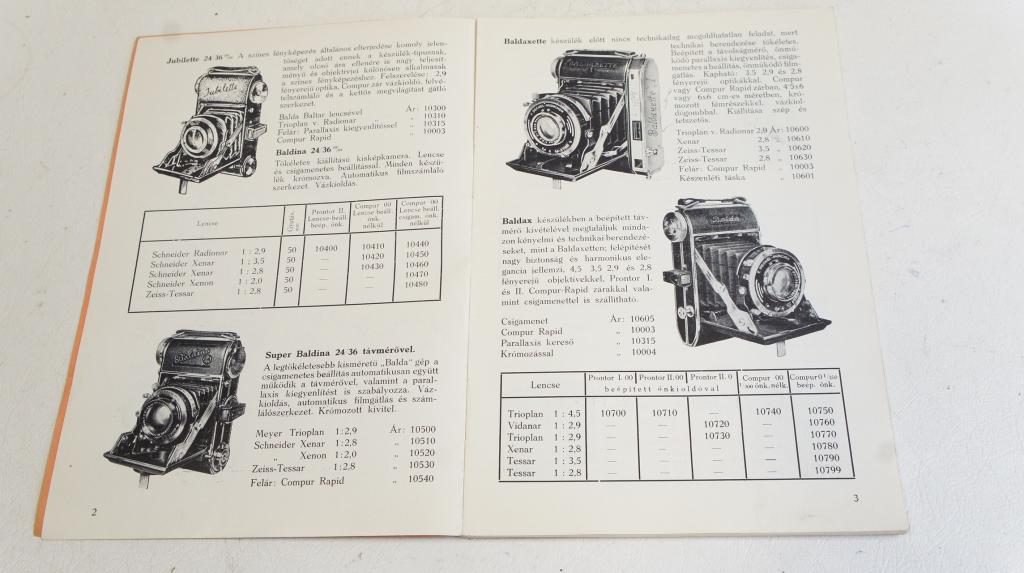 Jubilette 24/36 m/m A színes fényképezés általános elterjedése komoly jelen-
tőséget adott ennek a készülék-típusnak,
amely olcsó ára ellenére is nagy teljesít-
ményű és objektívjei különösen alkalmasak
a színes fényképezéshez. Felszerelése: 2,9
fényerejű optika, Compur zár vázkioldó, felvé-
telszámláló és a kettős megvilágítást gátló
szerkezet.
Jubilette
Balda Baltar lencsével Ár: 10300
Trioplan v. Radionar „ 10310
Felár: Parallaxis kiegyenlítéssel „ 10315
Compur Rapid „ 10003
Baldina 24/36 m/m
Tökéletes kiállítású kisképkamera. Lencse
és csigamenetes beállítással. Minden készü-
lék krómozva. Automatikus filmszámláló
szerkezet. Vázkioldás.
Lencse
Prontor II. Lencse-beáll. beép. önk.
Compur 00 Lencse beáll. önk. nélkül
Compur 00 Lencse beáll. csigam. önk. nélkül
Schneider Radionar 1 : 2,9 50 10400 10410 10440
Schneider Xenar 1 : 3,5 50 — 10420 10450
Schneider Xenar 1 : 2,8 50 — 10430 10460
Schneider Xenon 1 : 2,0 50 — — 10470
Zeiss-Tessar 1 : 2,8 50 — — 10480
Baldina
Super Baldina 24/36 távmérővel.
A legtökéletesebb kisméretű „Balda" gép a
csigamenetes beállítás automatikusan együtt
működik a távmérővel, valamint a paral-
laxis kiegyenlítést is szabályozza. Váz-
kioldás, automatikus filmgátlás és szám-
lálószerkezet. Krómozott kivitel.
Meyer Trioplan 1:2,9 Ár: 10500
Schneider Xenar 1:2,8 „ 10510
„ Xenon 1:2,0 „ 10520
Zeiss-Tessar 1:2,8 „ 10530
Felár: Compur Rapid „ 10540
2
Baldaxette készülék előtt nincs technikailag megoldhatatlan feladat, mert
technikai berendezése tökéletes.
Beépített a távolságmérő, önmű-
ködő parallaxis kiegyenlítés, csiga-
menetes a beállítás, önműködő film-
gátlás. Kapható: 3,5 2,9 és 2,8
fényerejű optikákkal. Compur
vagy Compur Rapid zárban, 4'5x6
vagy 6x6 cm-es méretben, kró-
mozott fémrészekkel, vázkiol-
dógombbal. Kiállítása szép és
tetszetős.
Baldaxette
Trioplan v. Radionar 2,9 Ár: 10600
Xenar 2,8 „ 10610
Zeiss-Tessar 3,5 „ 10620
Zeiss-Tessar 2,8 „ 10630
Felár: Compur Rapid „ 10003
Készenléti táska „ 10601
Baldax készülékben a beépített táv-
mérő kivételével megtaláljuk minda-
zon kényelmi és technikai berendezé-
seket, mint a Baldaxetten; felépítését
nagy biztonság és harmonikus ele-
gancia jellemzi. 4,5 3,5 2,9 és 2,8
fényerejű objektívekkel, Prontor I.
és II. Compur-Rapid zárakkal vala-
mint csigamenettel is szállítható.
Balda
Csigamenet Ár: 10605
Compur Rapid „ 10003
Parallaxis kereső „ 10315
Krómozással „ 10004
Lencse Prontor I. 00 Prontor II. 00 Prontor II. 0 Compur 00
beépített önkioldóval
Trioplan 1 : 4,5 10700 10710 — 10740 10750
Vidanar 1 : 2,9 — — 10720 — 10760
Trioplan 1 : 2,9 — — 10730 — 10770
Xenar 1 : 2,8 — — — — 10780
Tessar 1 : 3,5 — — — — 10790
Tessar 1 : 2,8 — — — — 10799
3